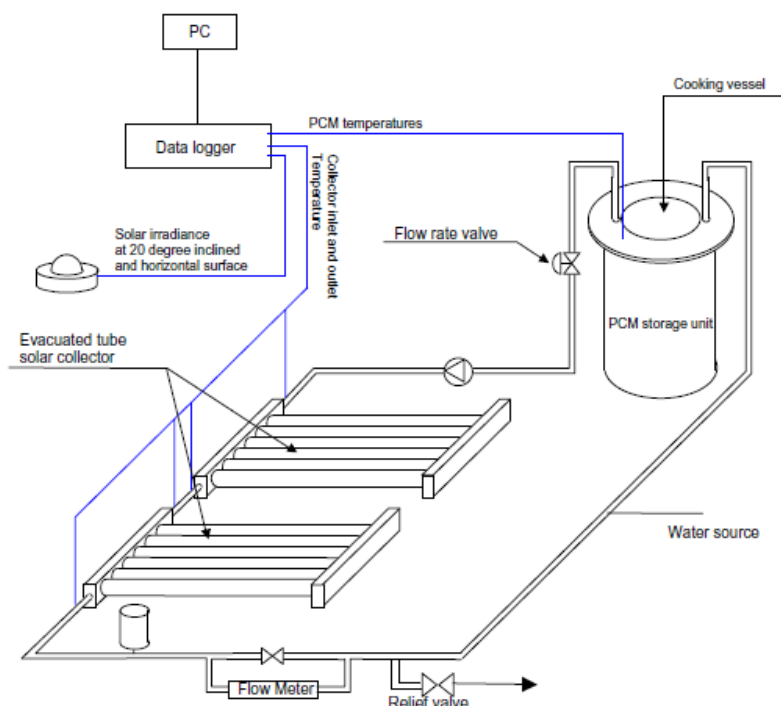 PC
Cooking vessel
PCM temperatures
Data logger
Collector inlet and outlet
Temperature
Solar irradiance
at 20 degree inclined
and horizontal surface
Flow rate valve
PCM storage unit
Evacuated tube
solar collector
Water source
Flow Meter
Relief valve